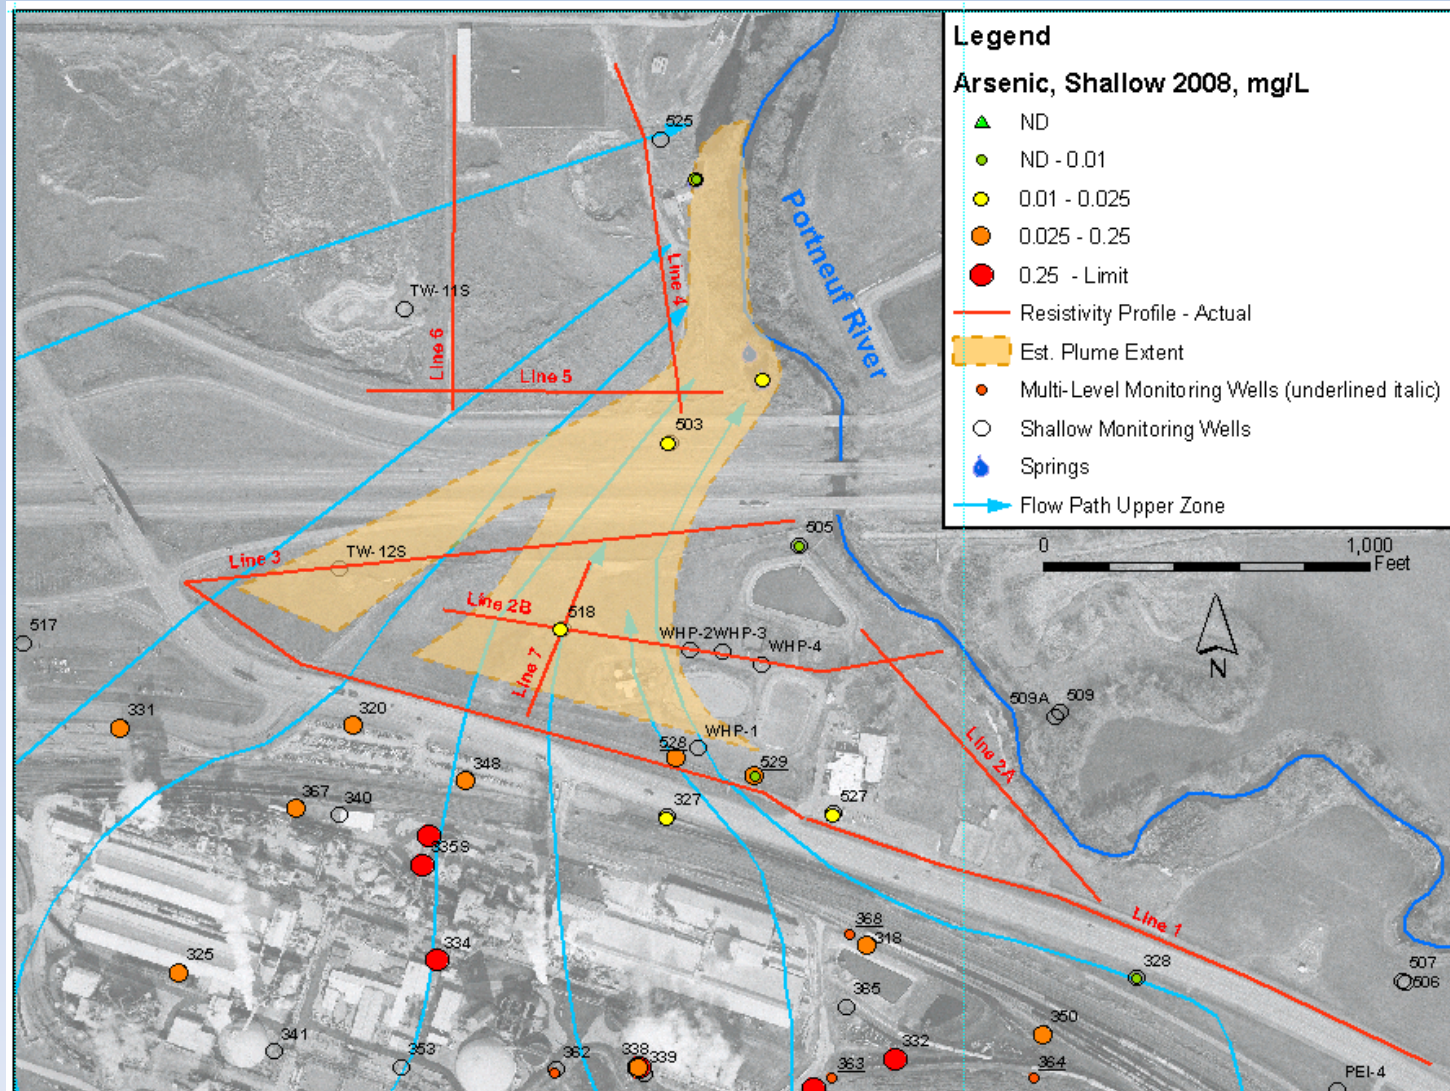 Legend
Arsenic, Shallow 2008, mg/L
ND
ND - 0.01
0.01 - 0.025
0.025 - 0.25
0.25 - Limit
Resistivity Profile - Actual
Est. Plume Extent
Multi-Level Monitoring Wells (underlined italic)
Shallow Monitoring Wells
Springs
Flow Path Upper Zone
0 1,000
Feet
N
525
Portneuf River
Line 4
TW-11S
Line 6
Line 5
503
505
Line 3
TW-12S
Line 2B
518
517
WHP-2
WHP-3
WHP-4
Line 7
509A
509
331
320
528
WHP-1
Line 2A
348
529
367
340
327
527
335S
368
318
Line 1
334
325
328
507
506
365
350
341
353
362
338
339
332
363
364
PEI-4